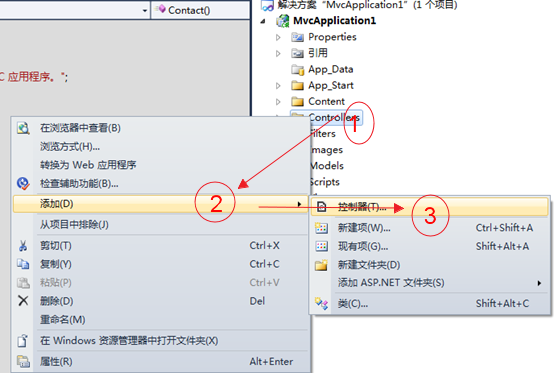 Contact()
C 应用程序。";
解决方案"MvcApplication1"(1 个项目)
MvcApplication1
Properties
引用
App_Data
App_Start
Content
Controllers
1
Filters
Images
Models
Scripts
在浏览器中查看(B)
浏览方式(H)...
转换为 Web 应用程序
检查辅助功能(B)...
添加(D)
2
从项目中排除(J)
剪切(T) Ctrl+X
复制(Y) Ctrl+C
粘贴(P) Ctrl+V
删除(D) Del
重命名(M)
在 Windows 资源管理器中打开文件夹(X)
属性(R) Alt+Enter
控制器(T)...
3
新建项(W)... Ctrl+Shift+A
现有项(G)... Shift+Alt+A
新建文件夹(D)
添加 ASP.NET 文件夹(S)
类(C)... Shift+Alt+C